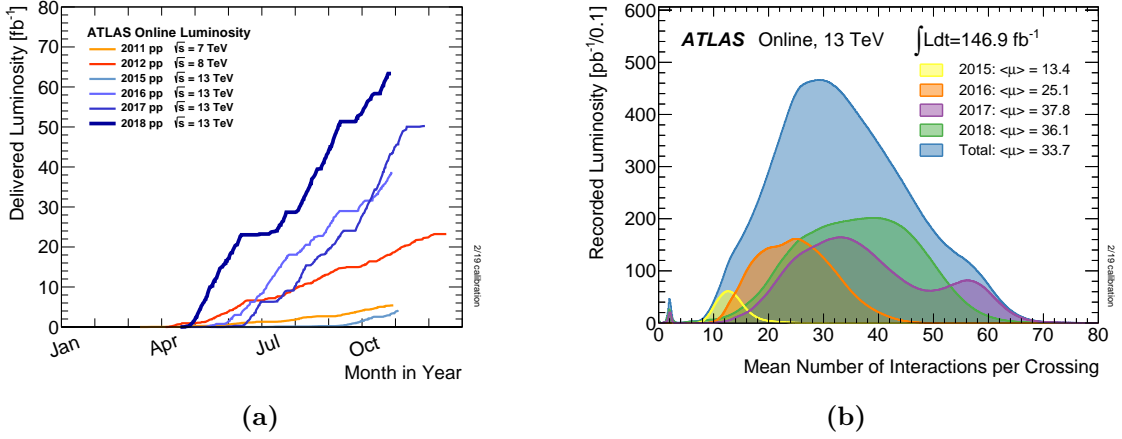 80
70
60
50
40
30
20
10
0
Delivered Luminosity [fb⁻¹]
ATLAS Online Luminosity
2011 pp √s = 7 TeV
2012 pp √s = 8 TeV
2015 pp √s = 13 TeV
2016 pp √s = 13 TeV
2017 pp √s = 13 TeV
2018 pp √s = 13 TeV
2/19 calibration
Jan Apr Jul Oct
Month in Year
(a)
600
500
400
300
200
100
0
Recorded Luminosity [pb⁻¹/0.1]
ATLAS Online, 13 TeV ∫Ldt=146.9 fb⁻¹
2015: <μ> = 13.4
2016: <μ> = 25.1
2017: <μ> = 37.8
2018: <μ> = 36.1
Total: <μ> = 33.7
2/19 calibration
0 10 20 30 40 50 60 70 80
Mean Number of Interactions per Crossing
(b)